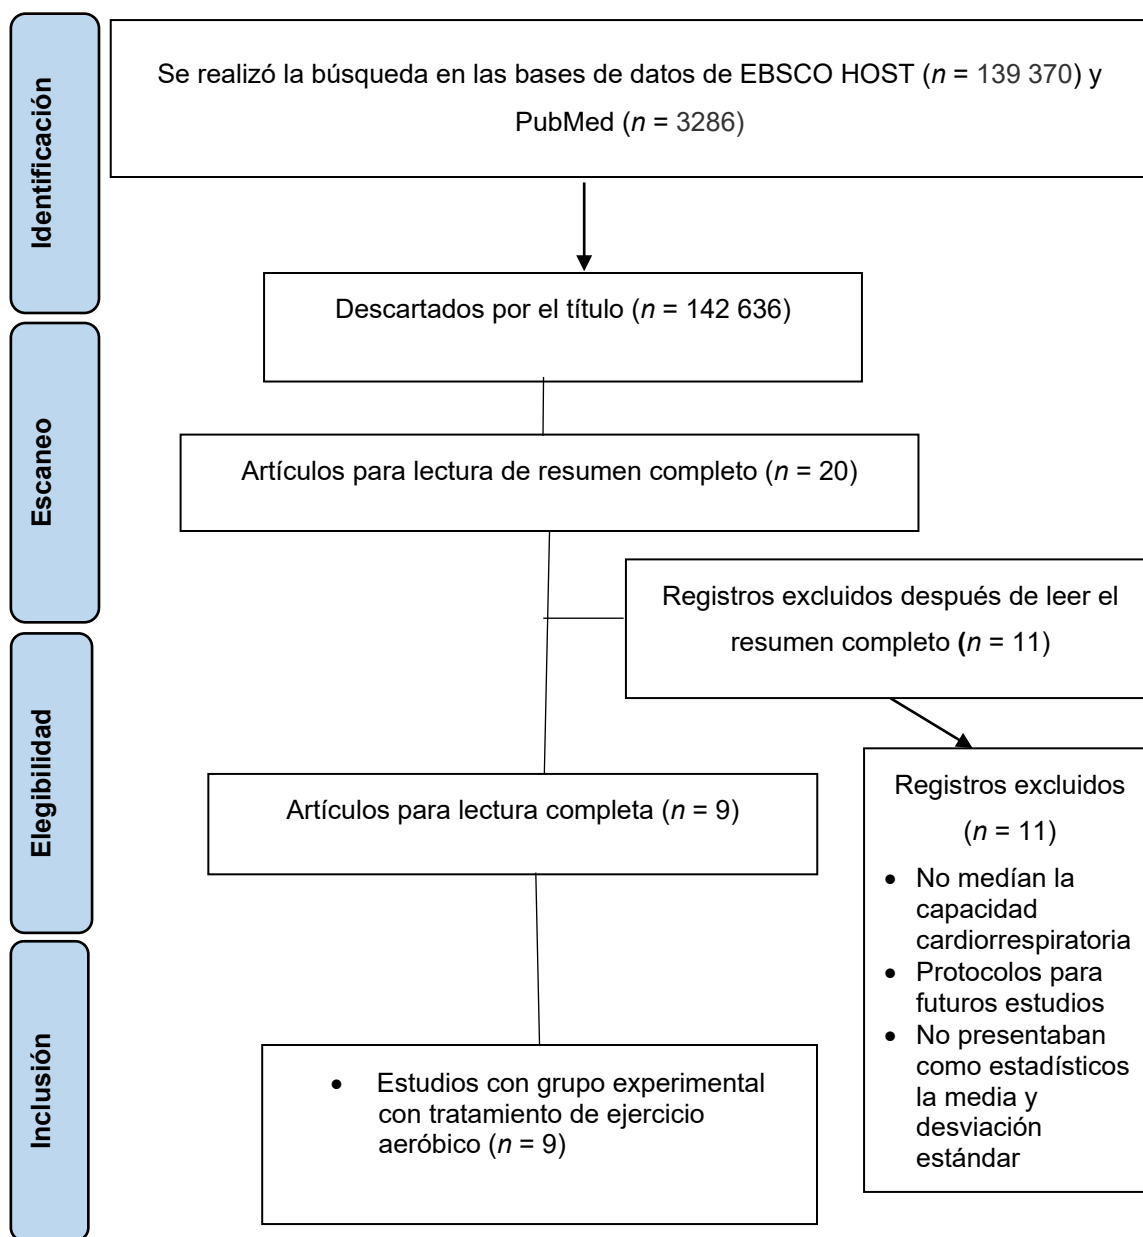 Identificación
Se realizó la búsqueda en las bases de datos de EBSCO HOST (n = 139 370) y
PubMed (n = 3286)
Descartados por el título (n = 142 636)
Escaneo
Artículos para lectura de resumen completo (n = 20)
Registros excluidos después de leer el
resumen completo (n = 11)
Elegibilidad
Artículos para lectura completa (n = 9)
Registros excluidos
(n = 11)
• No medían la
capacidad
cardiorrespiratoria
• Protocolos para
futuros estudios
• No presentaban
como estadísticos
la media y
desviación
estándar
Inclusión
• Estudios con grupo experimental
con tratamiento de ejercicio
aeróbico (n = 9)